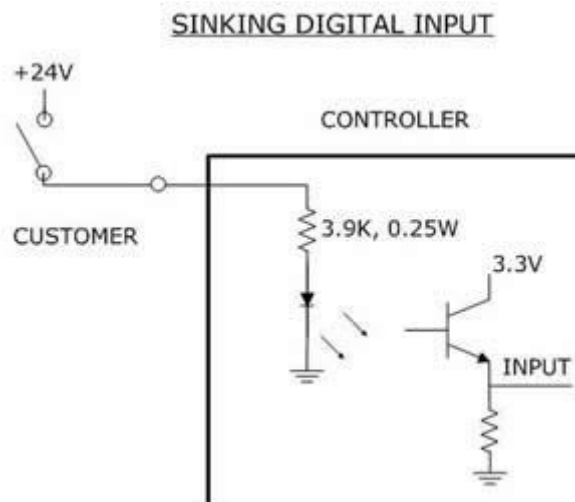 SINKING DIGITAL INPUT
+24V
CONTROLLER
CUSTOMER
3.9K, 0.25W
3.3V
INPUT